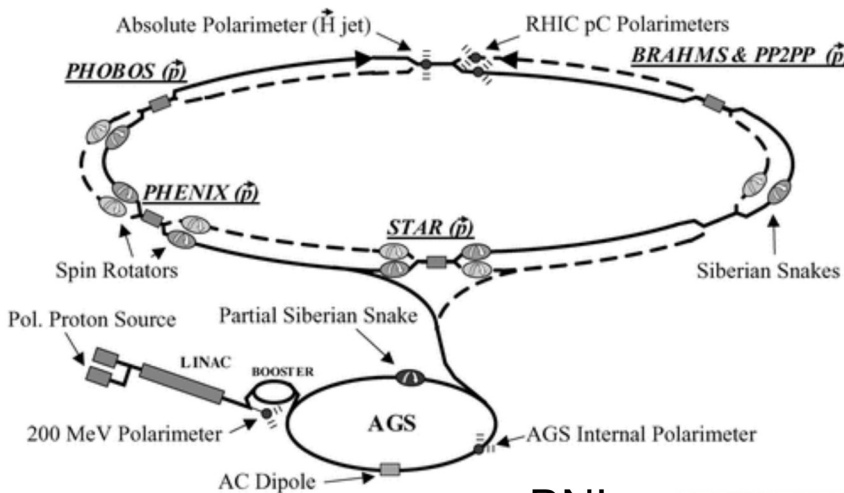 Absolute Polarimeter (H jet)
RHIC pC Polarimeters
PHOBOS (p)
BRAHMS & PP2PP (p)
PHENIX (p)
STAR (p)
Spin Rotators
Siberian Snakes
Partial Siberian Snake
Pol. Proton Source
LINAC
BOOSTER
AGS
200 MeV Polarimeter
AGS Internal Polarimeter
AC Dipole